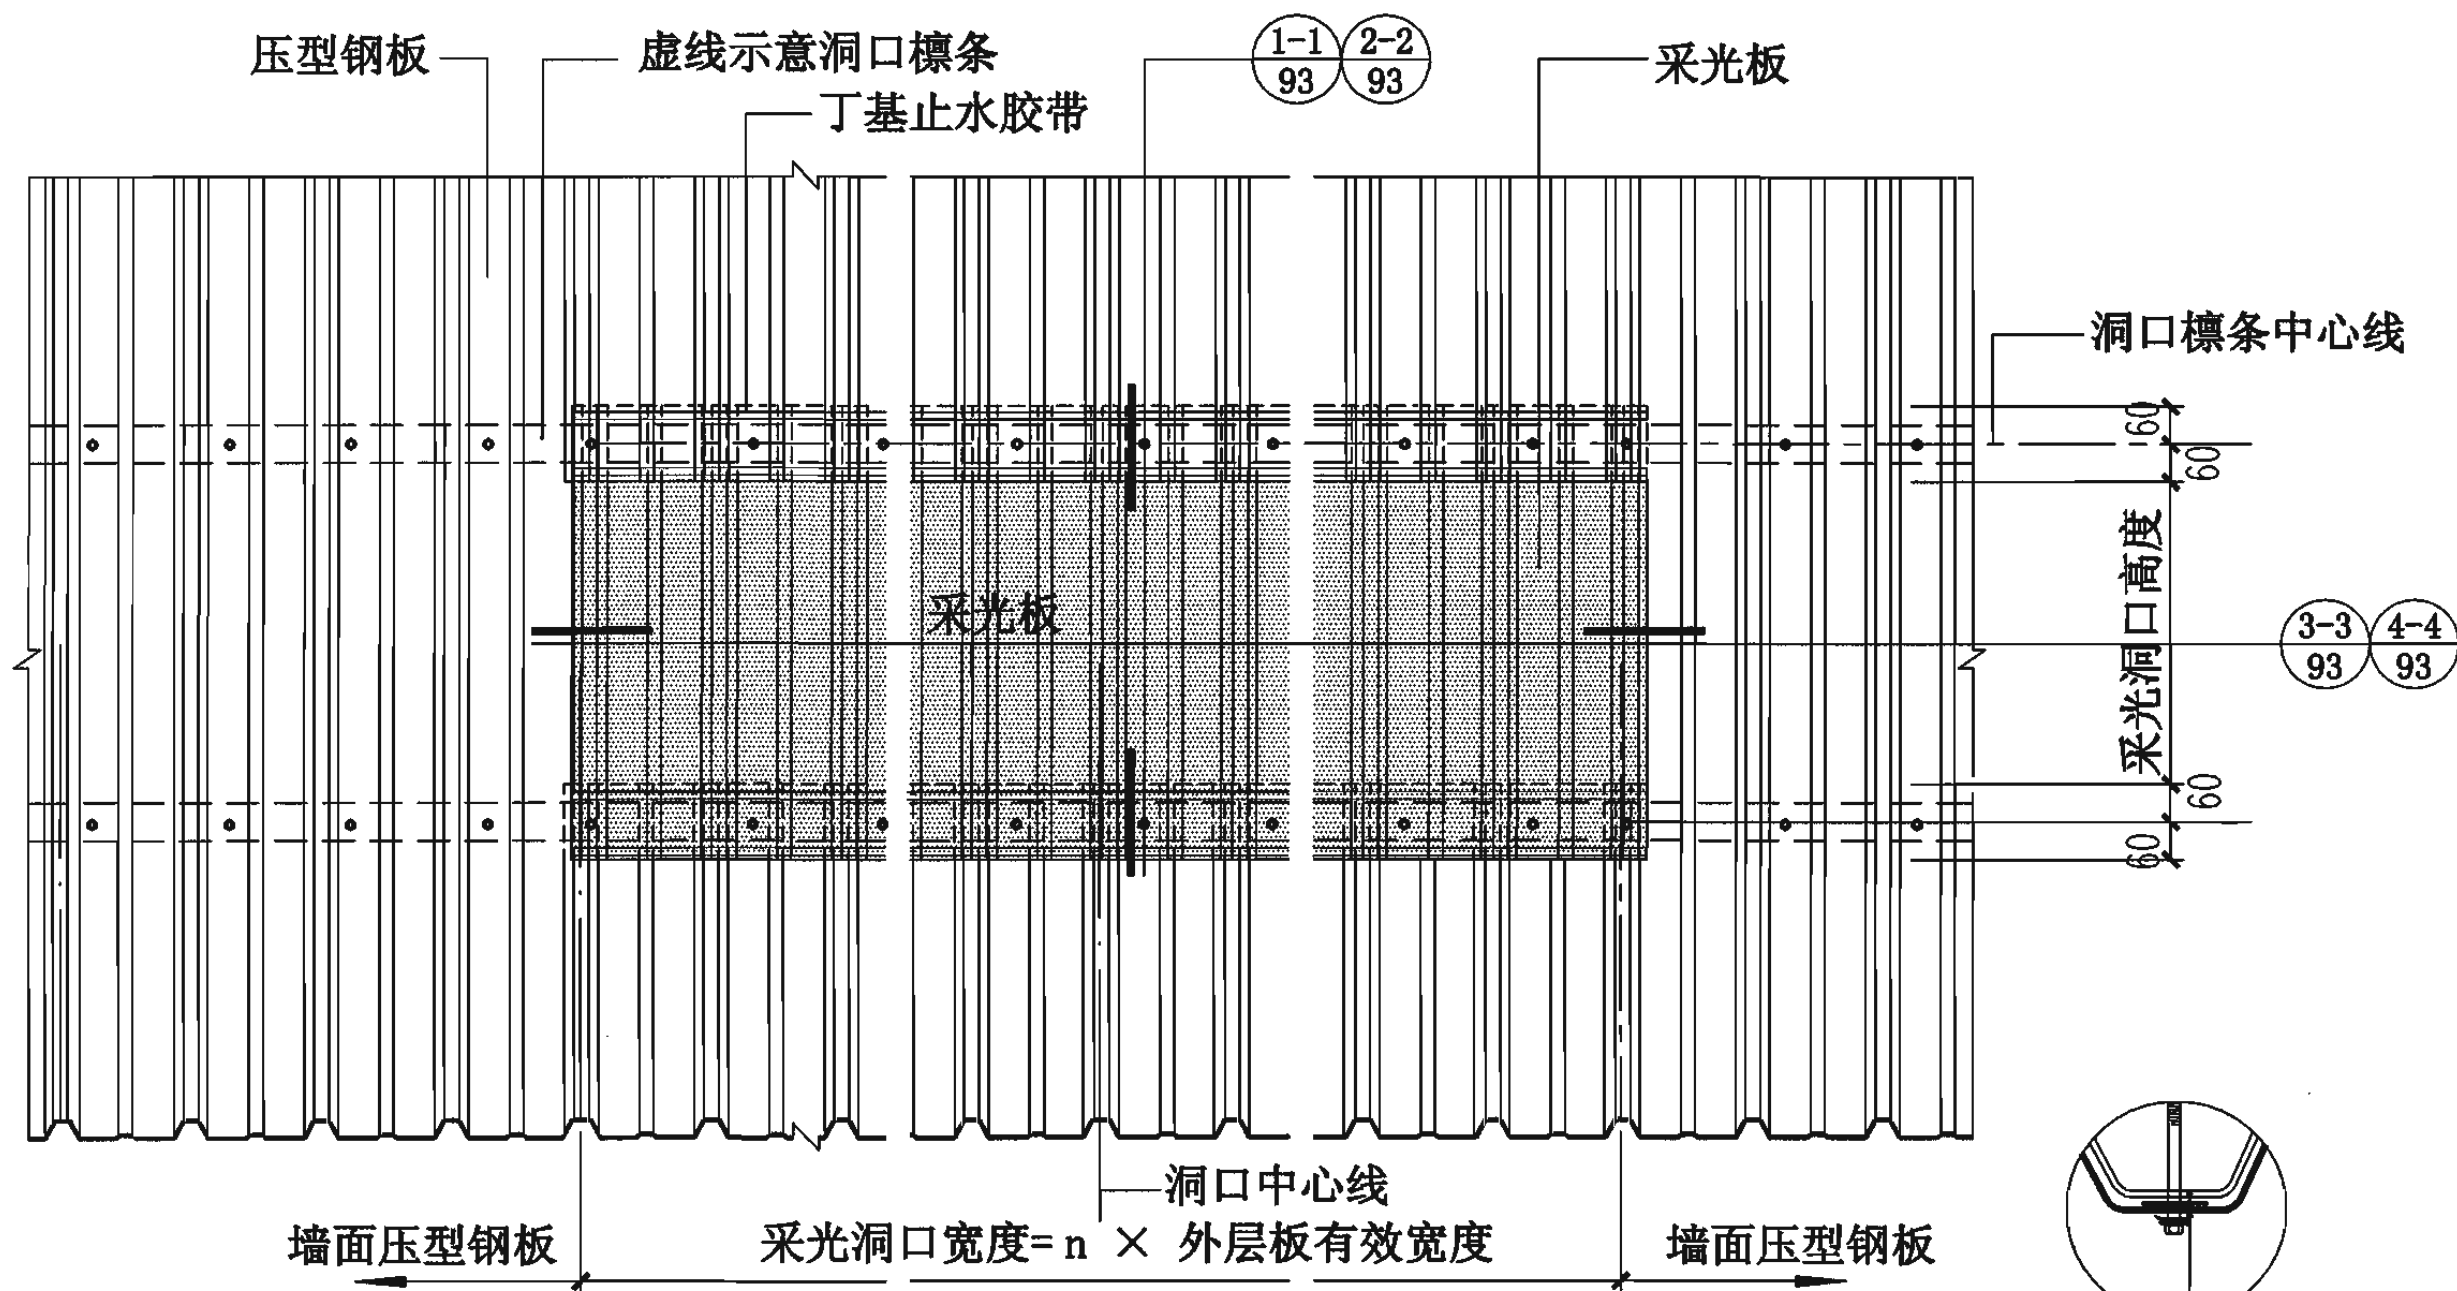 压型钢板
虚线示意洞口檩条
丁基止水胶带
1-1
93
2-2
93
采光板
洞口檩条中心线
60
60
采光洞口高度
60
60
采光板
3-3
93
4-4
93
洞口中心线
墙面压型钢板
采光洞口宽度=n × 外层板有效宽度
墙面压型钢板